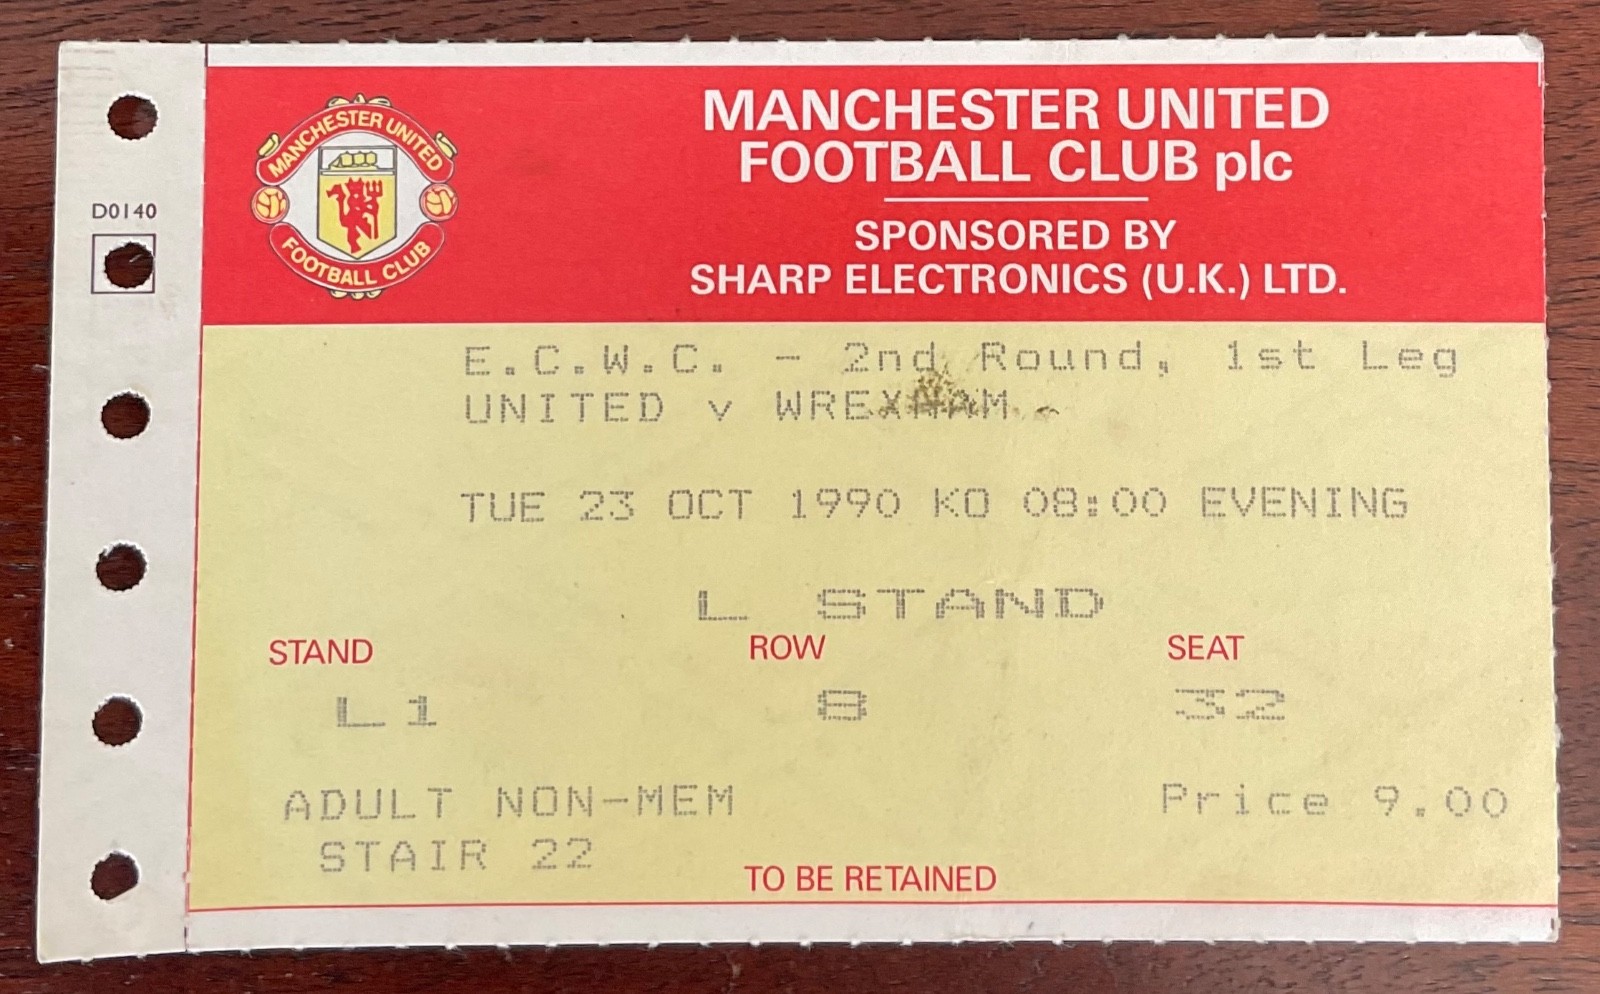 D0140
MANCHESTER UNITED
FOOTBALL CLUB
MANCHESTER UNITED
FOOTBALL CLUB plc
SPONSORED BY
SHARP ELECTRONICS (U.K.) LTD.
E.C.W.C. - 2nd Round, 1st Leg
UNITED v WREXHAM
TUE 23 OCT 1990 KO 08:00 EVENING
L STAND
STAND ROW SEAT
L1 8 32
ADULT NON-MEM Price 9.00
STAIR 22
TO BE RETAINED